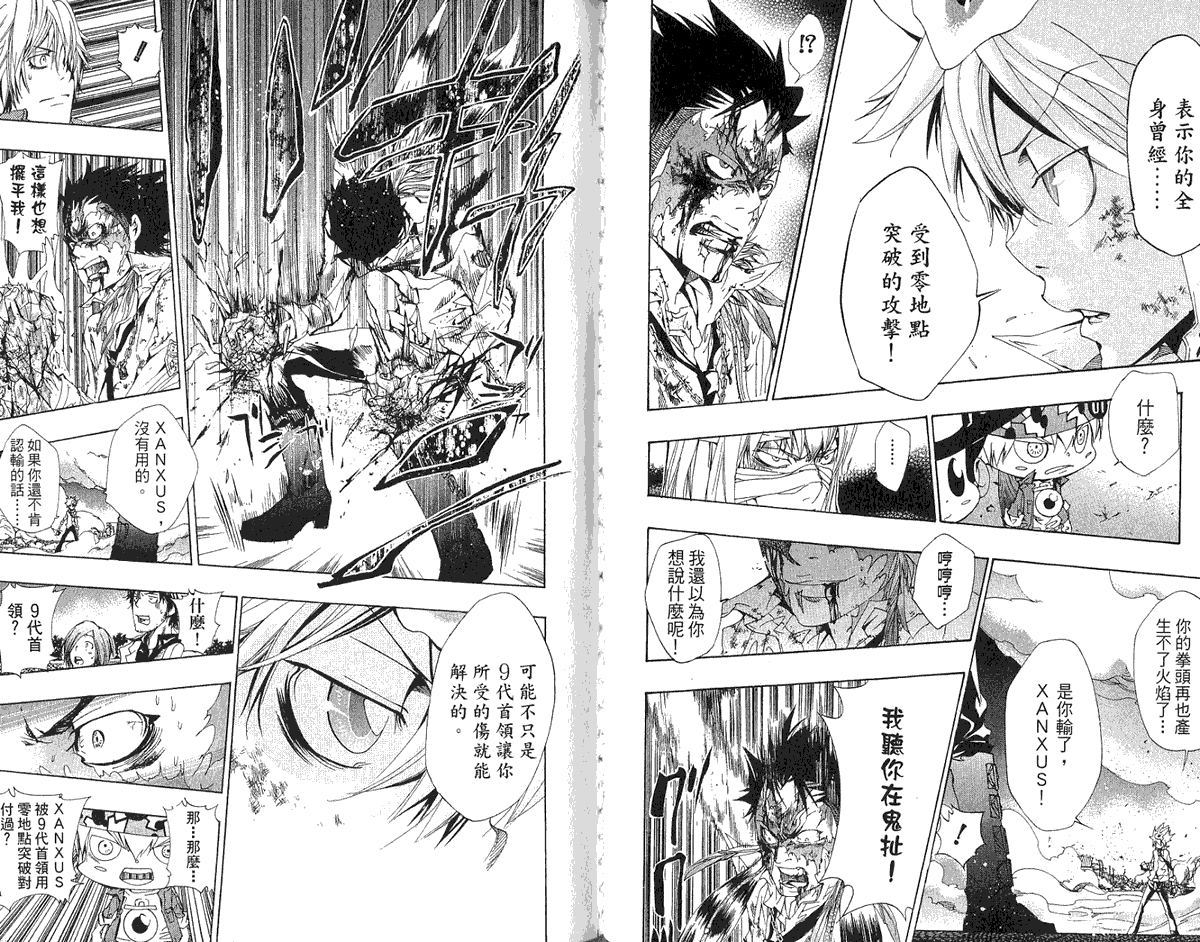 表示你的全
身曾經……
受到零地點
突破的攻擊！
!?
什麼？
……
哼哼哼…
我還以為你
想說什麼呢！
你的拳頭再也產
生不了火焰了…
是你輸了，
XANXUS！
！
我聽你在鬼扯！
！
這樣也想
擺平我！
XANXUS，
沒有用的。
如果你還不肯
認輸的話……
可能不只是
9代首領讓你
所受的傷就能
解決的。
什麼！
9代首
領？
那…那麼…
XANXUS
被9代首領用
零地點突破對
付過？